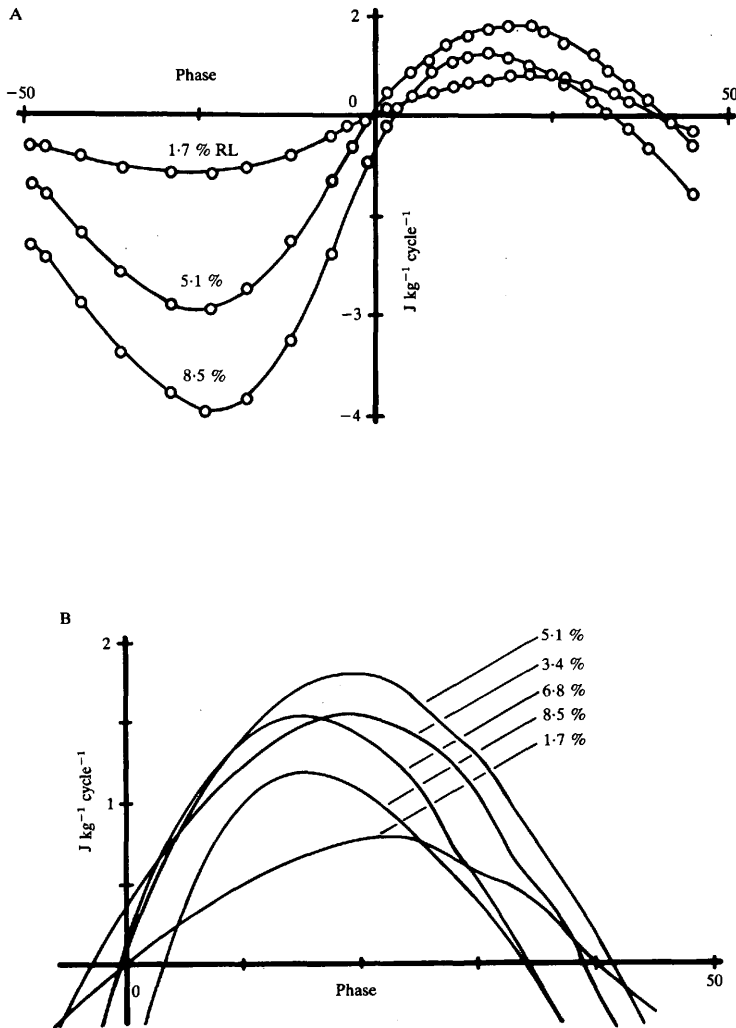 A
2
Phase
−50
0
50
1·7 % RL
5·1 %
8·5 %
−3
−4
J kg⁻¹ cycle⁻¹
B
2
1
J kg⁻¹ cycle⁻¹
5·1 %
3·4 %
6·8 %
8·5 %
1·7 %
0
Phase
50